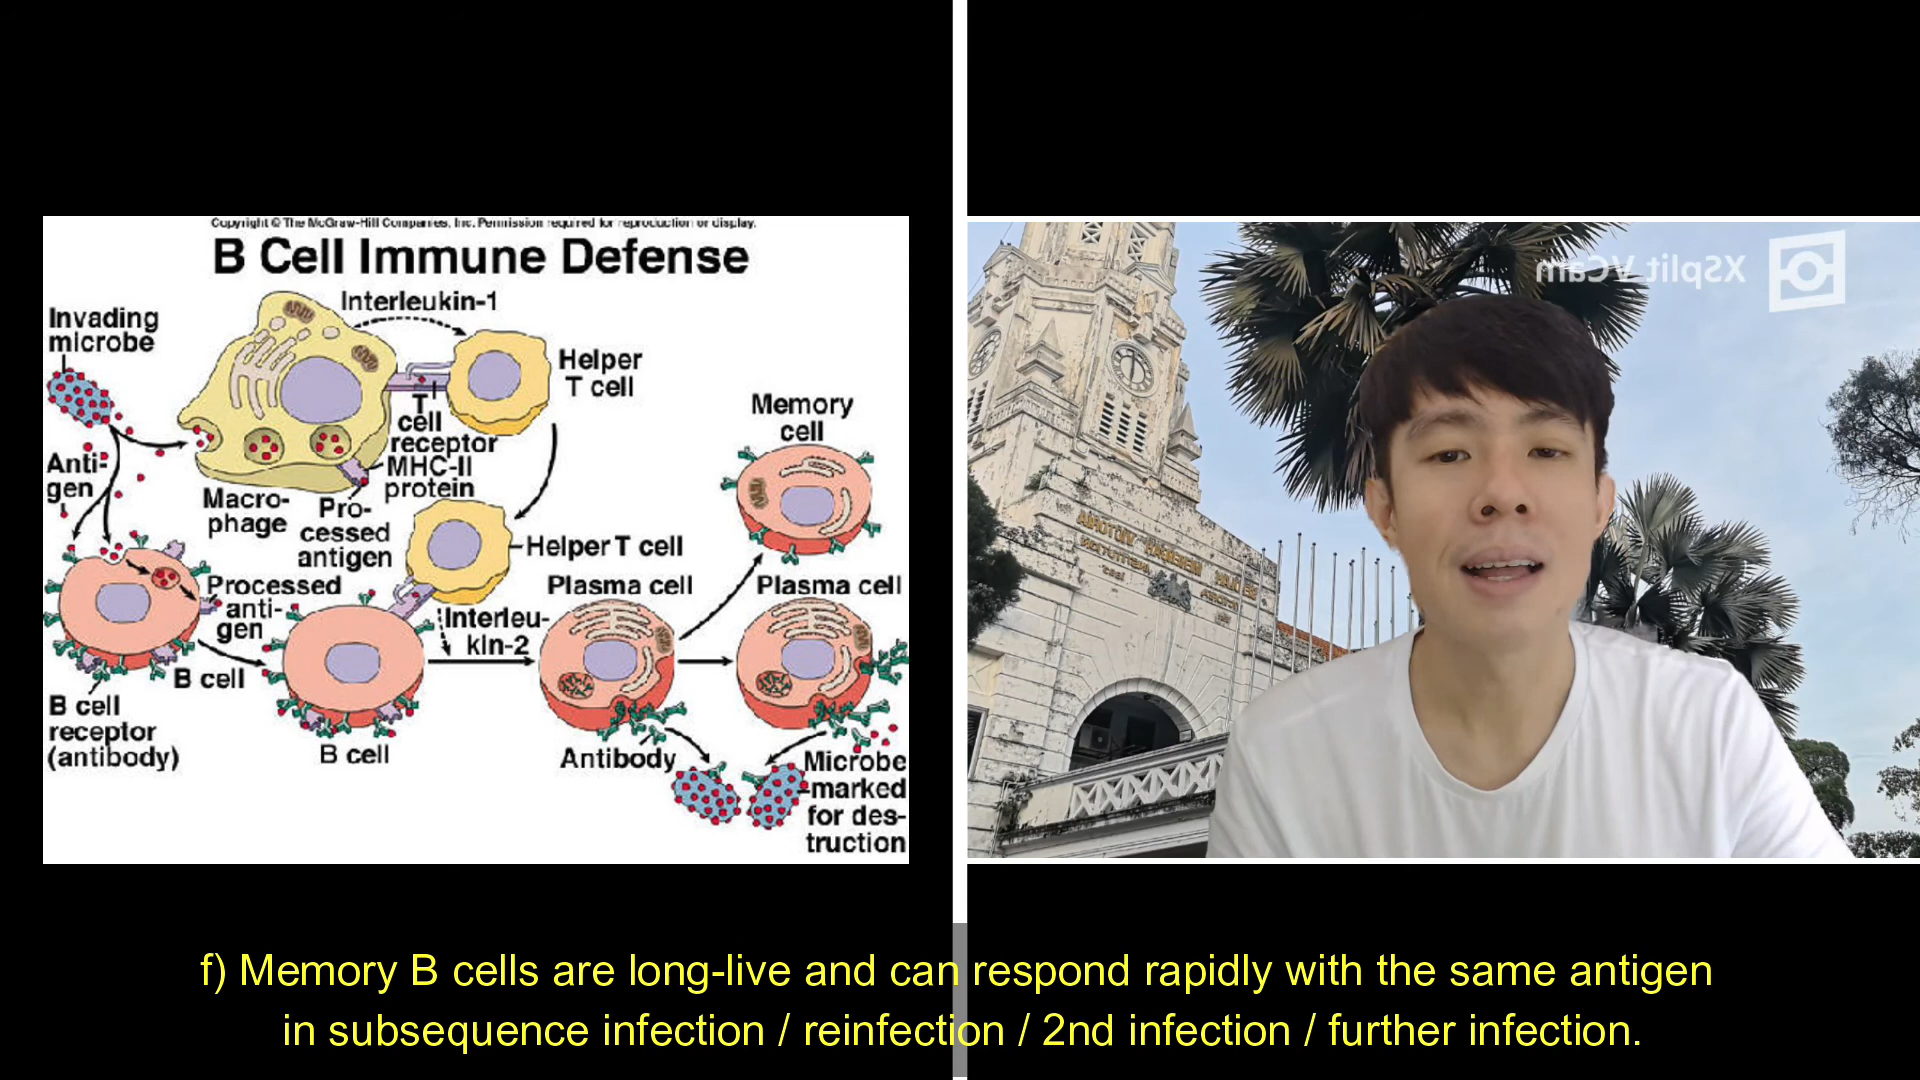 Copyright © The McGraw-Hill Companies, Inc. Permission required for reproduction or display.
B Cell Immune Defense
Interleukin-1
Invading
microbe
Helper
T cell
T
cell
receptor
MHC-II
protein
Memory
cell
Anti-
gen
Macro-
phage
Pro-
cessed
antigen
Helper T cell
Processed
anti-
gen
Plasma cell
Plasma cell
Interleu-
kin-2
B cell
B cell
receptor
(antibody)
B cell
Antibody
Microbe
marked
for des-
truction
XSplit VCam
f) Memory B cells are long-live and can respond rapidly with the same antigen
in subsequence infection / reinfection / 2nd infection / further infection.